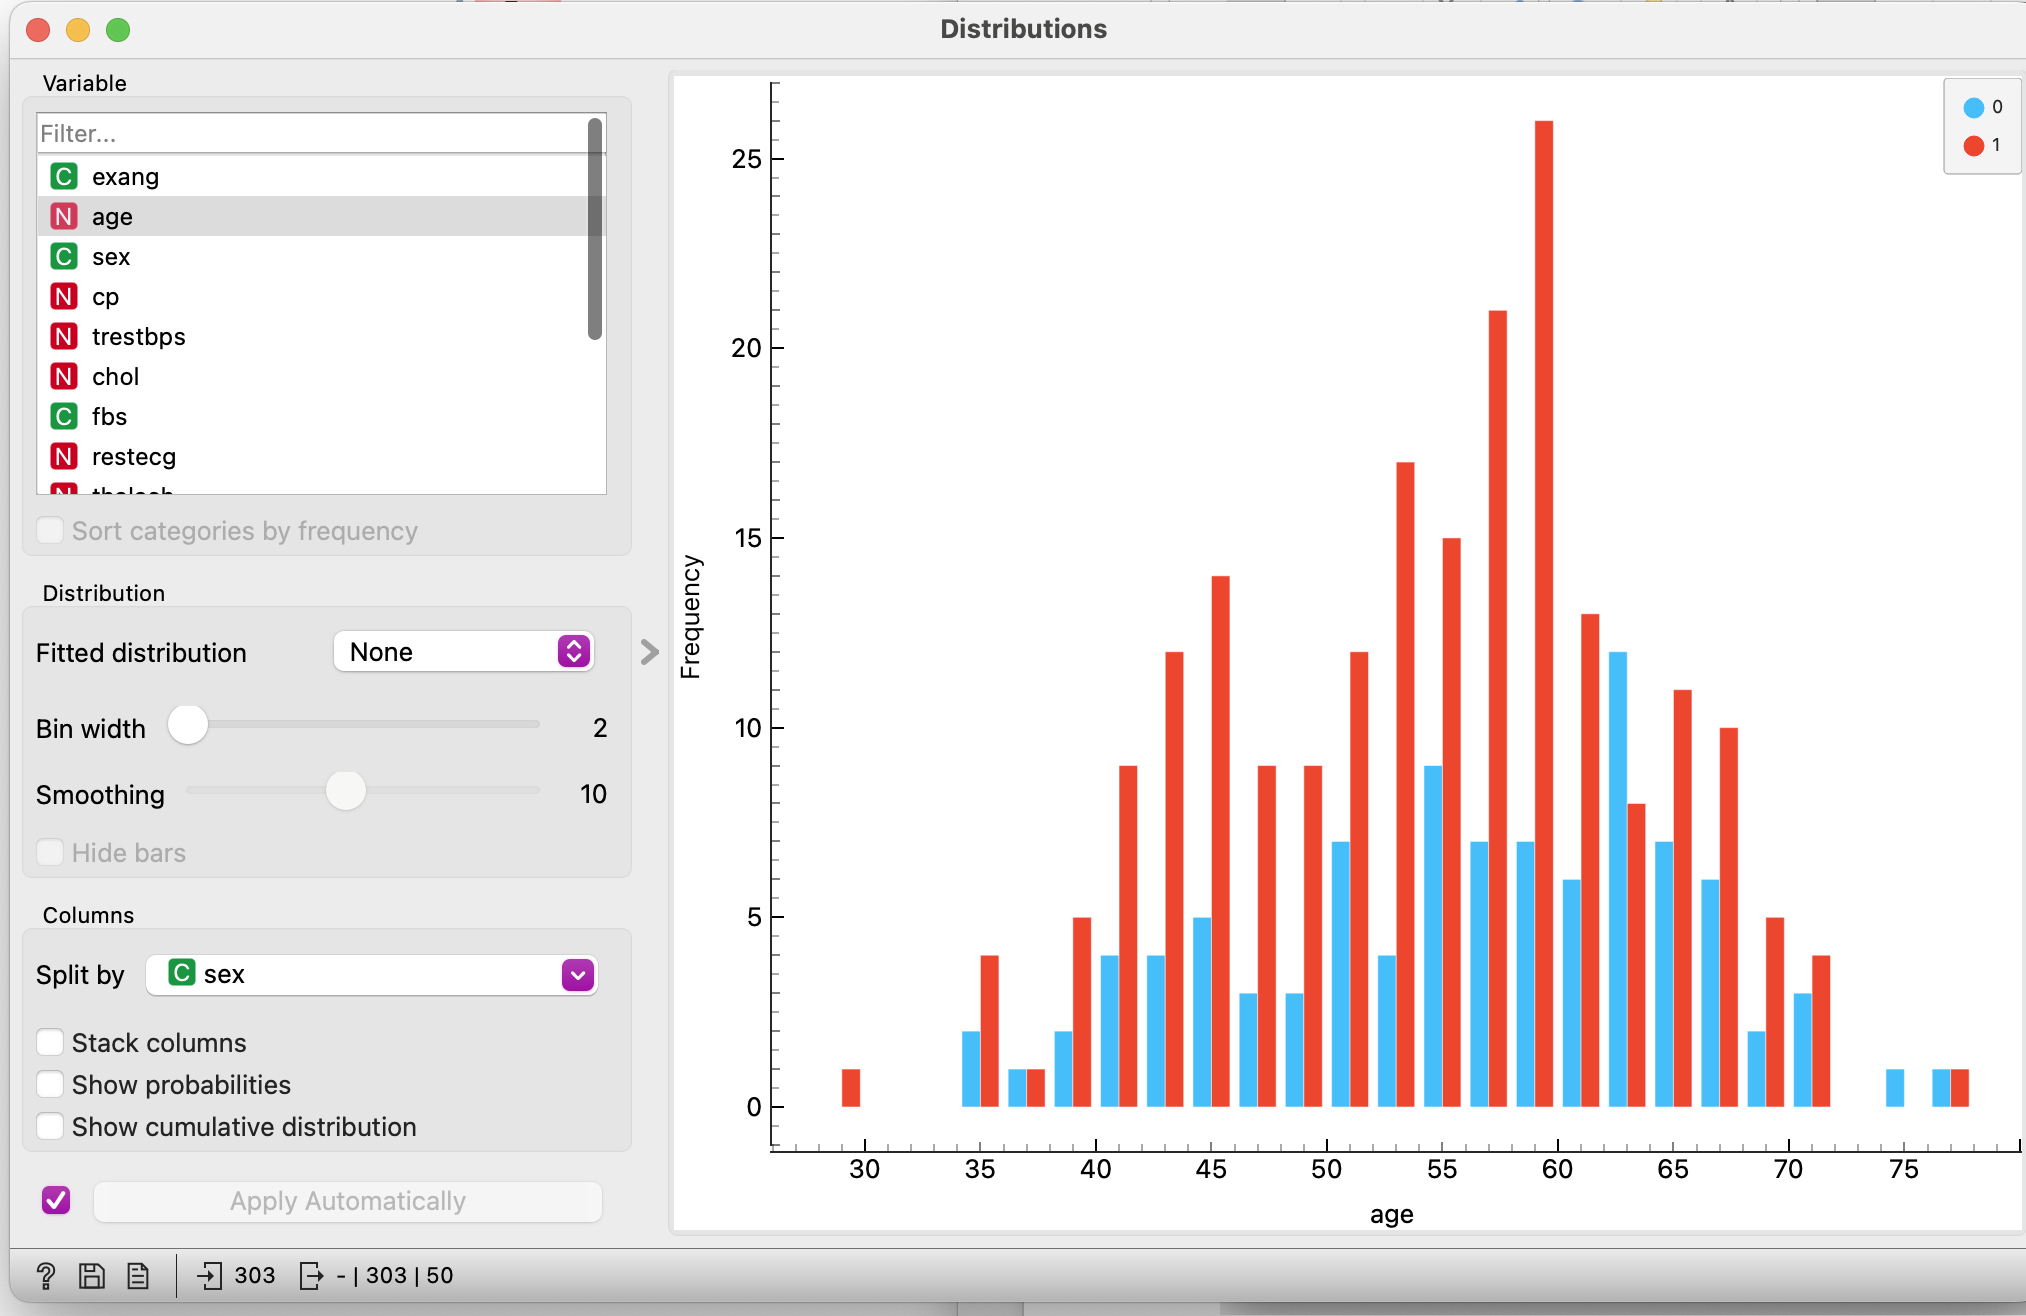 Distributions
Variable
Filter...
C exang
N age
C sex
N cp
N trestbps
N chol
C fbs
N restecg
Sort categories by frequency
Distribution
Fitted distribution None
Bin width 2
Smoothing 10
Hide bars
Columns
Split by C sex
Stack columns
Show probabilities
Show cumulative distribution
Apply Automatically
? 303 - | 303 | 50
0
1
Frequency
25
20
15
10
5
0
30 35 40 45 50 55 60 65 70 75
age